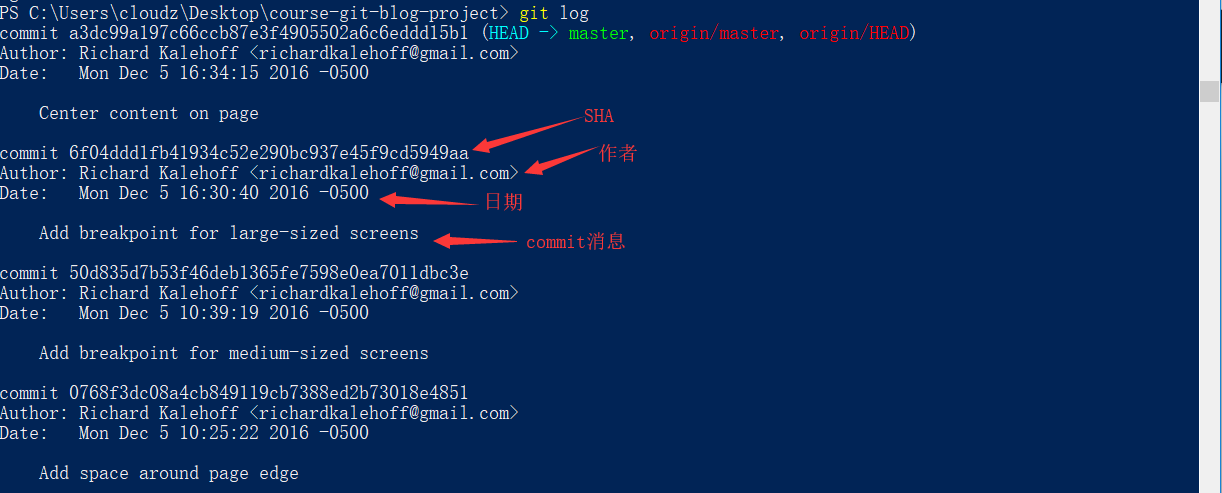 PS C:\Users\cloudz\Desktop\course-git-blog-project> git log
commit a3dc99a197c66ccb87e3f4905502a6c6eddd15b1 (HEAD -> master, origin/master, origin/HEAD)
Author: Richard Kalehoff <richardkalehoff@gmail.com>
Date:   Mon Dec 5 16:34:15 2016 -0500
Center content on page
SHA
commit 6f04ddd1fb41934c52e290bc937e45f9cd5949aa
作者
Author: Richard Kalehoff <richardkalehoff@gmail.com>
Date:   Mon Dec 5 16:30:40 2016 -0500
日期
Add breakpoint for large-sized screens
commit消息
commit 50d835d7b53f46deb1365fe7598e0ea7011dbc3e
Author: Richard Kalehoff <richardkalehoff@gmail.com>
Date:   Mon Dec 5 10:39:19 2016 -0500
Add breakpoint for medium-sized screens
commit 0768f3dc08a4cb849119cb7388ed2b73018e4851
Author: Richard Kalehoff <richardkalehoff@gmail.com>
Date:   Mon Dec 5 10:25:22 2016 -0500
Add space around page edge